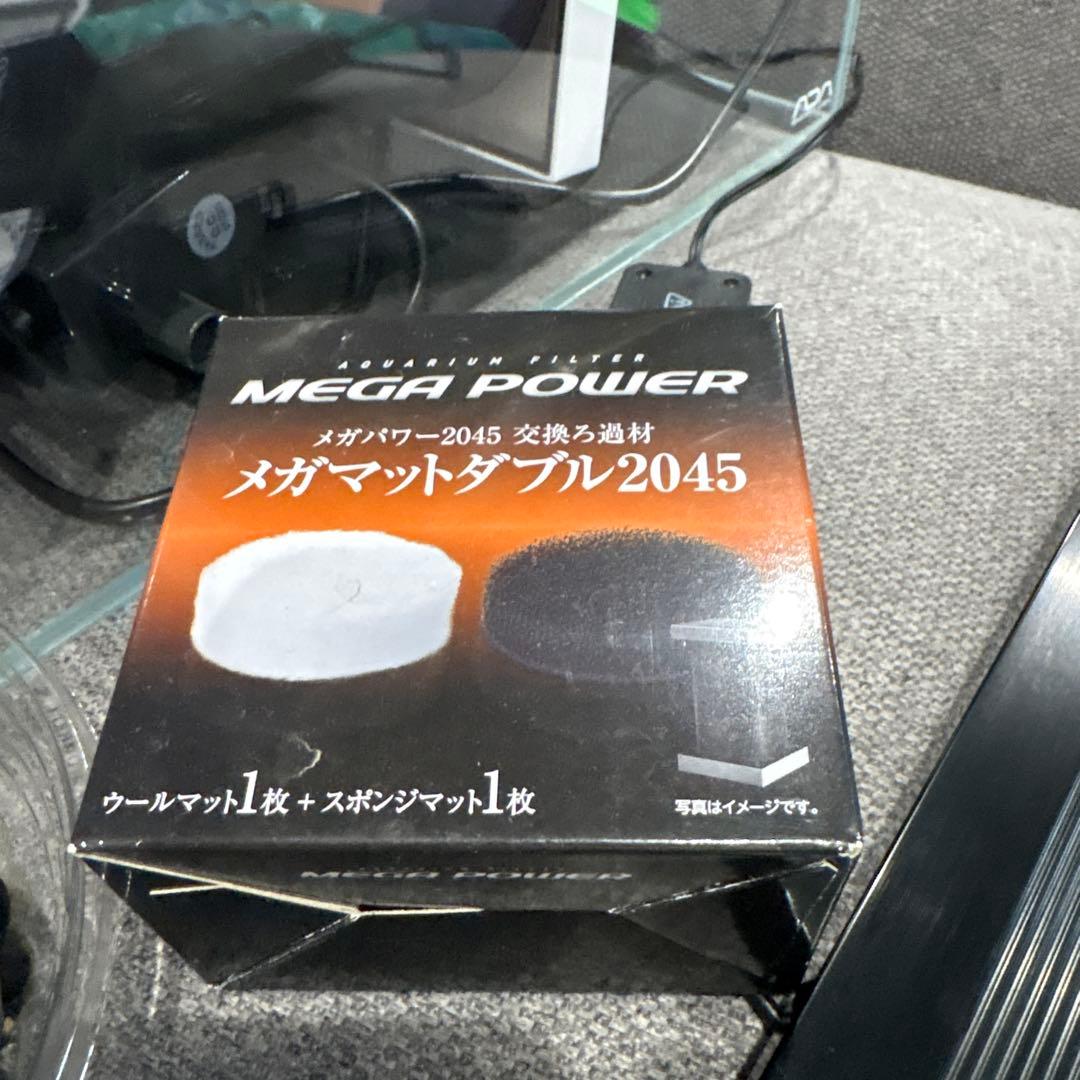 ADA
AQUARIUM FILTER
MEGA POWER
メガパワー2045 交換ろ過材
メガマットダブル2045
ウールマット1枚+スポンジマット1枚
写真はイメージです。
MEGA POWER